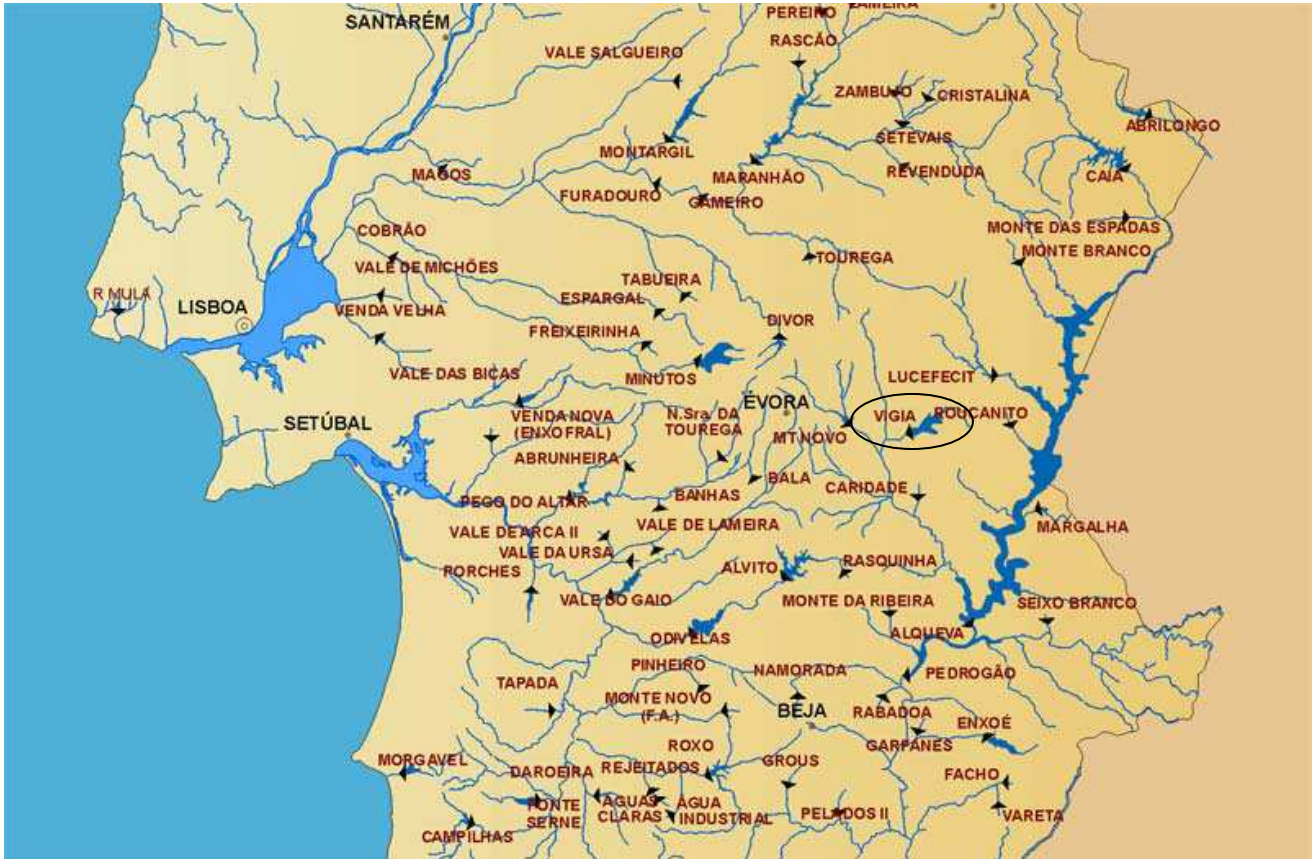 PEREIRO
ZAMEIRA
SANTARÉM
RASCÃO
VALE SALGUEIRO
ZAMBUJO
CRISTALINA
ABRILONGO
SETEVAIS
MONTARGIL
MARANHÃO
REVENDUDA
CAIA
MAGOS
FURADOURO
GAMEIRO
COBRÃO
MONTE DAS ESPADAS
MONTE BRANCO
VALE DE MICHÕES
TOUREGA
TABUEIRA
R MULA
LISBOA
ESPARGAL
VENDA VELHA
DIVOR
FREIXEIRINHA
VALE DAS BICAS
MINUTOS
LUCEFECIT
ÉVORA
SETÚBAL
VENDA NOVA
(ENXOFRAL)
N.Sra. DA
TOUREGA
VIGIA
ROUCANITO
MT NOVO
ABRUNHEIRA
BALA
CARIDADE
PEGO DO ALTAR
BANHAS
MARGALHA
VALE DE ARCA II
VALE DE LAMEIRA
VALE DA URSA
ALVITO
RASQUINHA
PORCHES
VALE DO GAIO
MONTE DA RIBEIRA
SEIXO BRANCO
ODIVELAS
ALQUEVA
PINHEIRO
NAMORADA
PEDROGÃO
TAPADA
MONTE NOVO
(F.A.)
BEJA
RABADOA
ENXOÉ
ROXO
GARFANES
MORGAVEL
DAROEIRA
REJEITADOS
GROUS
FACHO
FONTE
SERNE
AGUAS
CLARAS
ÁGUA
INDUSTRIAL
PELADOS II
VARETA
CAMPILHAS